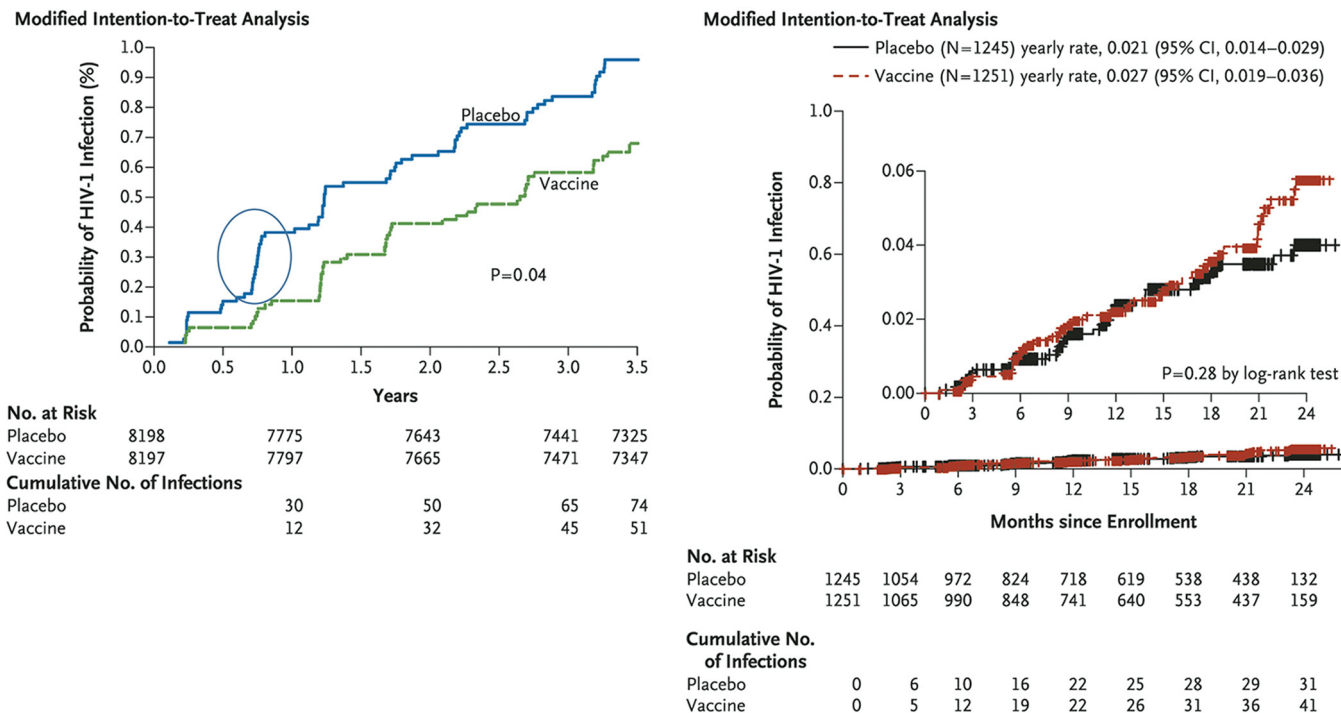 Modified Intention-to-Treat Analysis
Probability of HIV-1 Infection (%)
1.0
0.9
0.8
0.7
0.6
0.5
0.4
0.3
0.2
0.1
0.0
Placebo
Vaccine
P=0.04
0.0 0.5 1.0 1.5 2.0 2.5 3.0 3.5
Years
No. at Risk
Placebo 8198 7775 7643 7441 7325
Vaccine 8197 7797 7665 7471 7347
Cumulative No. of Infections
Placebo 30 50 65 74
Vaccine 12 32 45 51
Modified Intention-to-Treat Analysis
Placebo (N=1245) yearly rate, 0.021 (95% CI, 0.014–0.029)
Vaccine (N=1251) yearly rate, 0.027 (95% CI, 0.019–0.036)
Probability of HIV-1 Infection
1.0
0.8
0.6
0.4
0.2
0.0
0.06
0.04
0.02
0.00
P=0.28 by log-rank test
0 3 6 9 12 15 18 21 24
0 3 6 9 12 15 18 21 24
Months since Enrollment
No. at Risk
Placebo 1245 1054 972 824 718 619 538 438 132
Vaccine 1251 1065 990 848 741 640 553 437 159
Cumulative No.
of Infections
Placebo 0 6 10 16 22 25 28 29 31
Vaccine 0 5 12 19 22 26 31 36 41